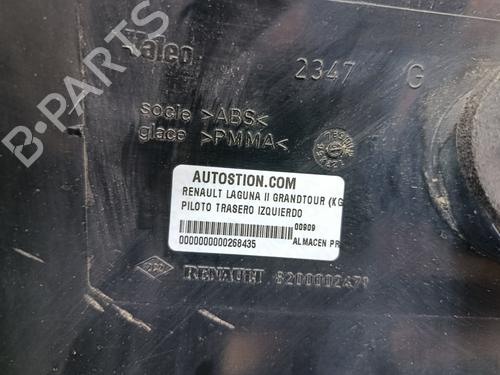 Valeo
2347 G
socle >ABS<
glace >PMMA<
B-PARTS
AUTOSTION.COM
RENAULT LAGUNA II GRANDTOUR (KG
PILOTO TRASERO IZQUIERDO
00909
0000000000268435
ALMACEN PR
RENAULT 8200002479